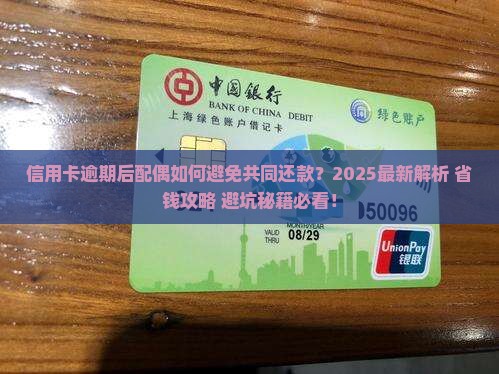 中国银行
BANK OF CHINA DEBIT
上海绿色账户借记卡
绿色账户
信用卡逾期后配偶如何避免共同还款？2025最新解析 省
钱攻略 避坑秘籍必看！
50096
MONTH/YEAR
VALID
THRU 08/29
UnionPay
银联